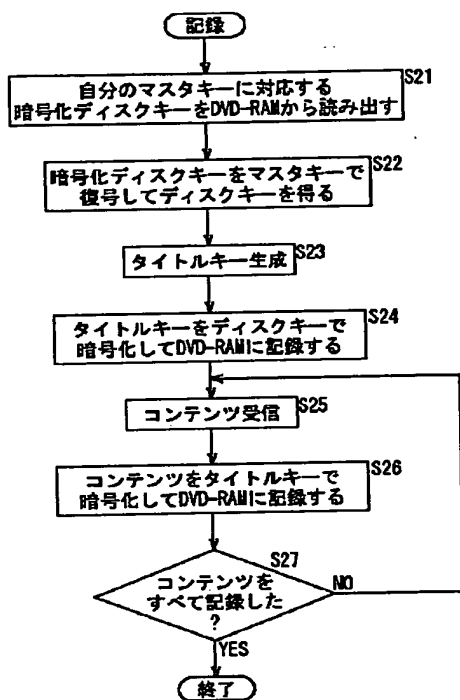 記録
S21
自分のマスタキーに対応する
暗号化ディスクキーをDVD-RAMから読み出す
S22
暗号化ディスクキーをマスタキーで
復号してディスクキーを得る
S23
タイトルキー生成
S24
タイトルキーをディスクキーで
暗号化してDVD-RAMに記録する
S25
コンテンツ受信
S26
コンテンツをタイトルキーで
暗号化してDVD-RAMに記録する
S27
コンテンツを
すべて記録した
?
NO
YES
終了